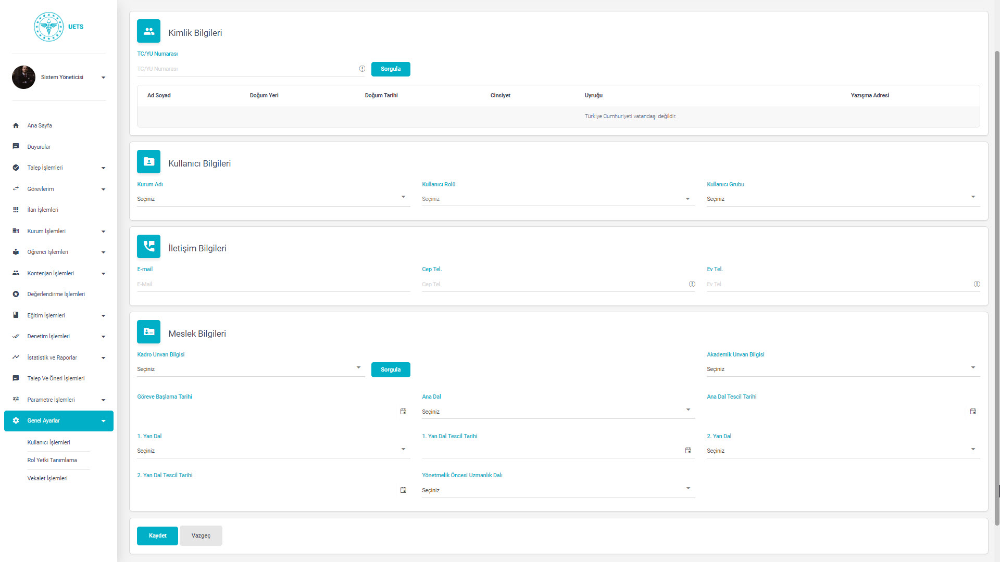 UETS
Sistem Yöneticisi
Ana Sayfa
Duyurular
Talep İşlemleri
Görevlerim
İlan İşlemleri
Kurum İşlemleri
Öğrenci İşlemleri
Kontenjan İşlemleri
Değerlendirme İşlemleri
Eğitim İşlemleri
Denetim İşlemleri
İstatistik ve Raporlar
Talep Ve Öneri İşlemleri
Parametre İşlemleri
Genel Ayarlar
Kullanıcı İşlemleri
Rol Yetki Tanımlama
Vekalet İşlemleri
Kimlik Bilgileri
TC/YU Numarası
TC/YU Numarası Sorgula
Ad Soyad Doğum Yeri Doğum Tarihi Cinsiyet Uyruğu Yazışma Adresi
Türkiye Cumhuriyeti vatandaşı değildir.
Kullanıcı Bilgileri
Kurum Adı Kullanıcı Rolü Kullanıcı Grubu
Seçiniz Seçiniz Seçiniz
İletişim Bilgileri
E-mail Cep Tel. Ev Tel.
E-Mail Cep Tel. Ev Tel.
Meslek Bilgileri
Kadro Unvan Bilgisi Akademik Unvan Bilgisi
Seçiniz Sorgula Seçiniz
Göreve Başlama Tarihi Ana Dal Ana Dal Tescil Tarihi
Seçiniz
1. Yan Dal 1. Yan Dal Tescil Tarihi 2. Yan Dal
Seçiniz Seçiniz
2. Yan Dal Tescil Tarihi Yönetmelik Öncesi Uzmanlık Dalı
Seçiniz
Kaydet Vazgeç